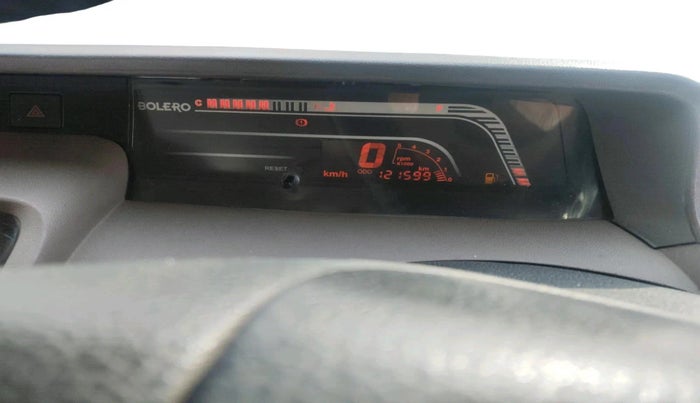 BOLERO C
RESET
km/h 0 ODO 121599 km
rpm
X1000